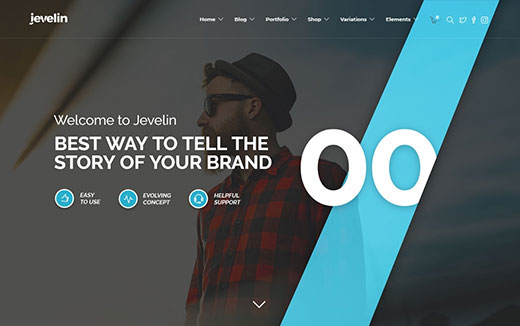 jevelin
Home Blog Portfolio Shop Variations Elements
Welcome to Jevelin
BEST WAY TO TELL THE
STORY OF YOUR BRAND
00
EASY
TO USE
EVOLVING
CONCEPT
HELPFUL
SUPPORT